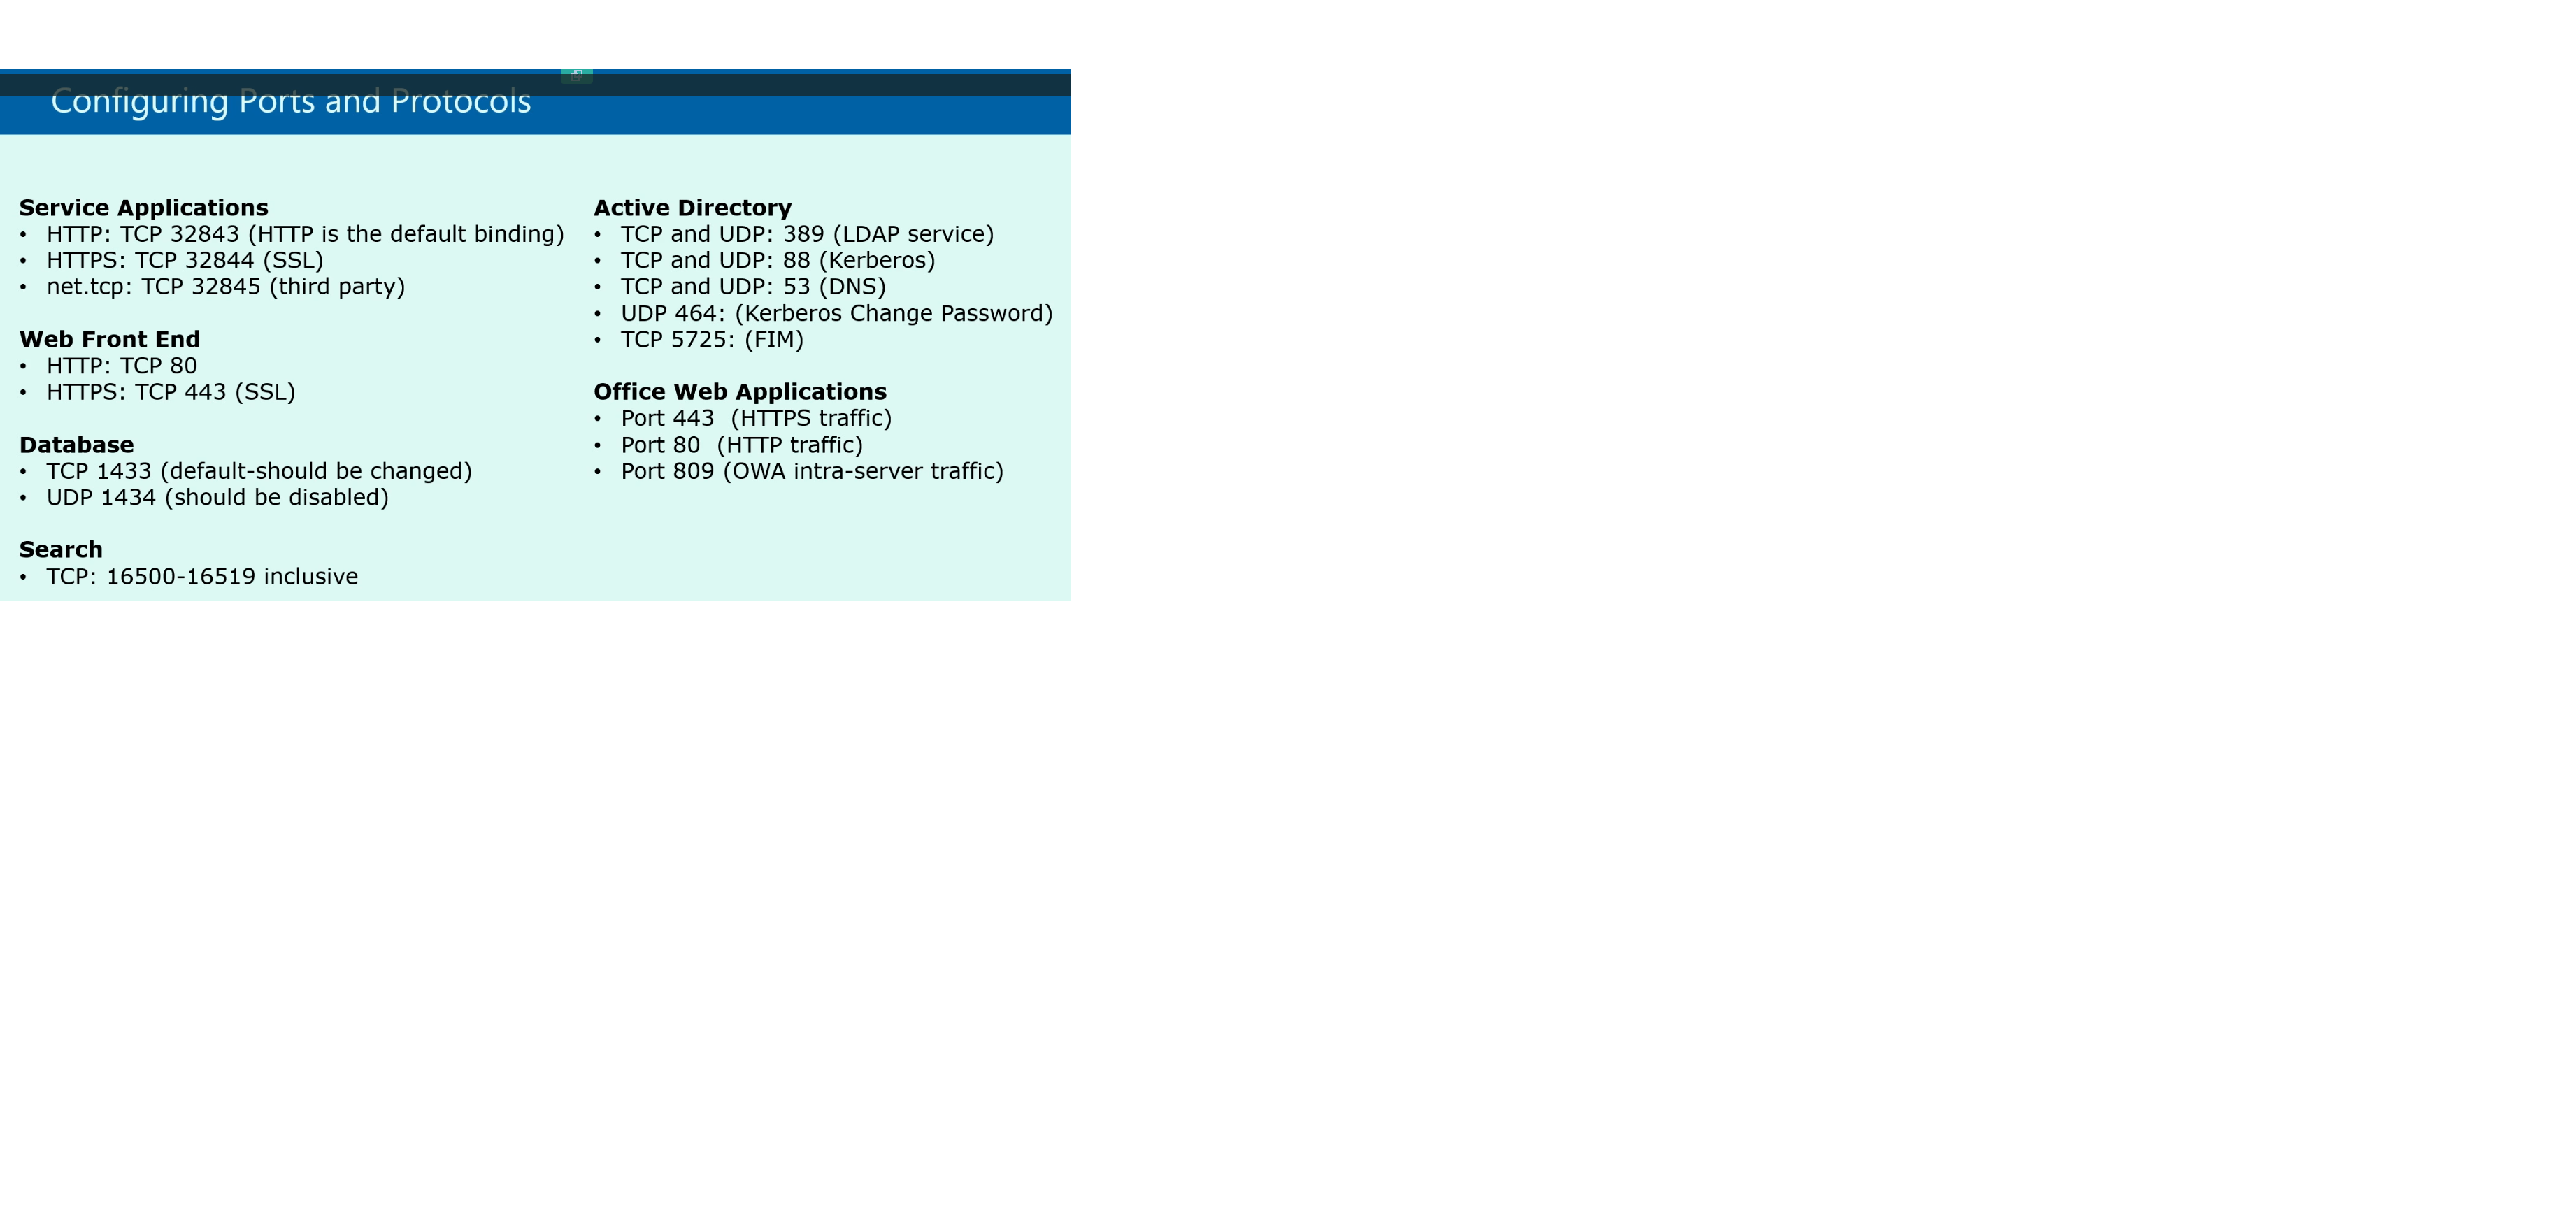 Configuring Ports and Protocols
Service Applications
• HTTP: TCP 32843 (HTTP is the default binding)
• HTTPS: TCP 32844 (SSL)
• net.tcp: TCP 32845 (third party)
Web Front End
• HTTP: TCP 80
• HTTPS: TCP 443 (SSL)
Database
• TCP 1433 (default-should be changed)
• UDP 1434 (should be disabled)
Search
• TCP: 16500-16519 inclusive
Active Directory
• TCP and UDP: 389 (LDAP service)
• TCP and UDP: 88 (Kerberos)
• TCP and UDP: 53 (DNS)
• UDP 464: (Kerberos Change Password)
• TCP 5725: (FIM)
Office Web Applications
• Port 443  (HTTPS traffic)
• Port 80  (HTTP traffic)
• Port 809 (OWA intra-server traffic)